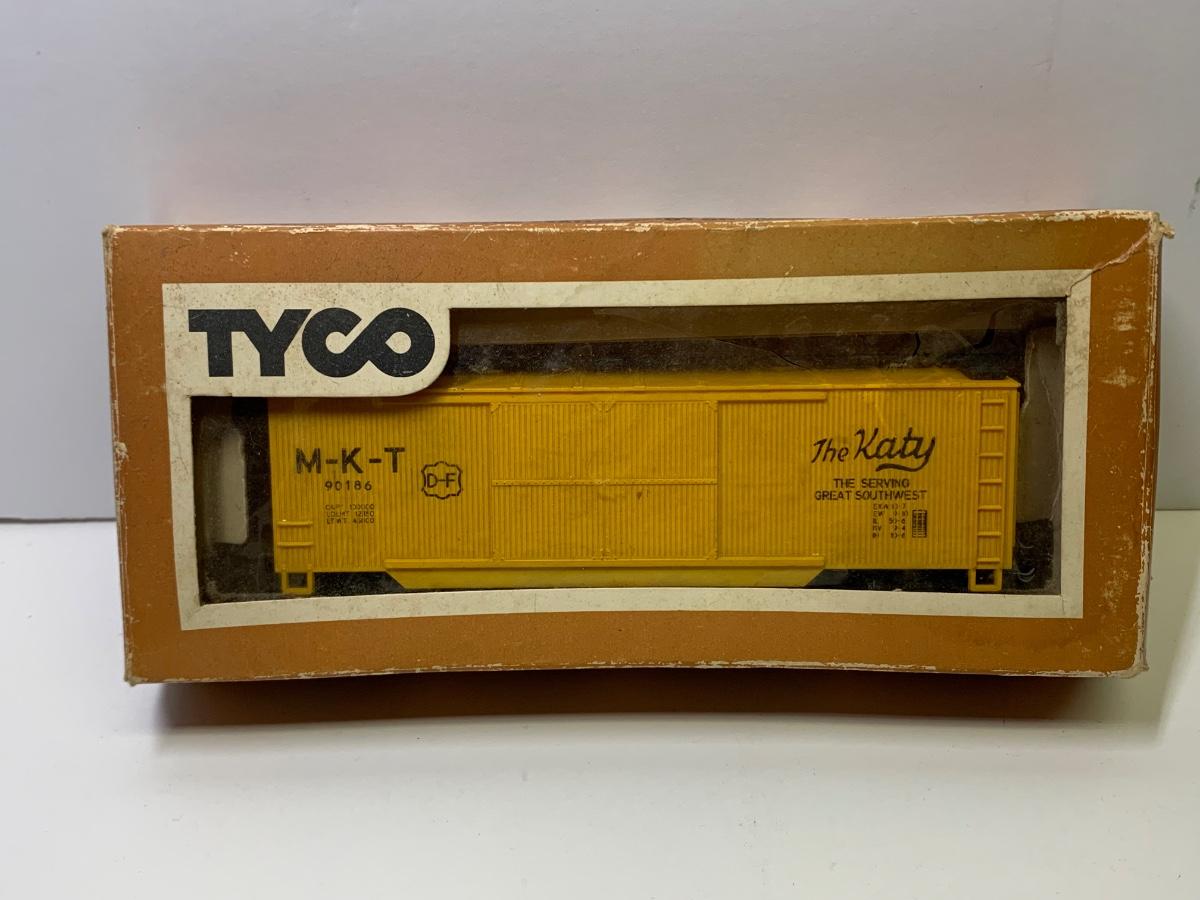 TYCO
M-K-T
90186
D-F
The Katy
THE SERVING
GREAT SOUTHWEST